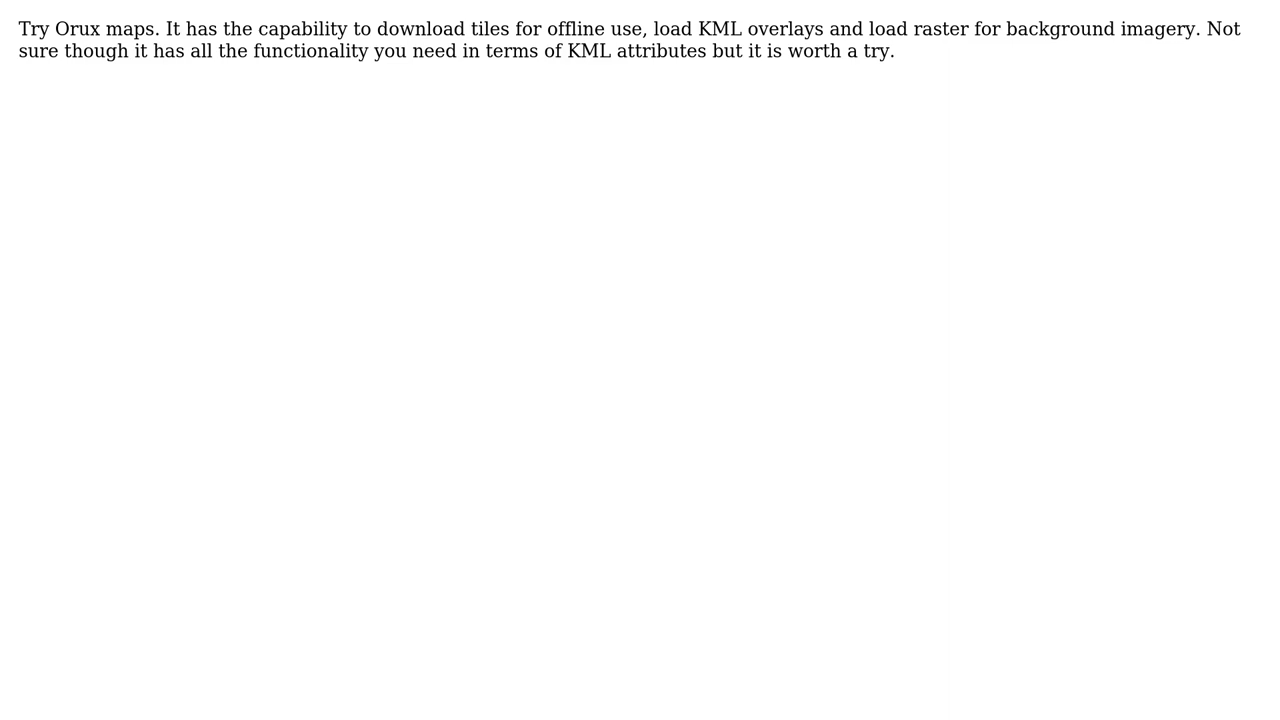 Try Orux maps. It has the capability to download tiles for offline use, load KML overlays and load raster for background imagery. Not
sure though it has all the functionality you need in terms of KML attributes but it is worth a try.